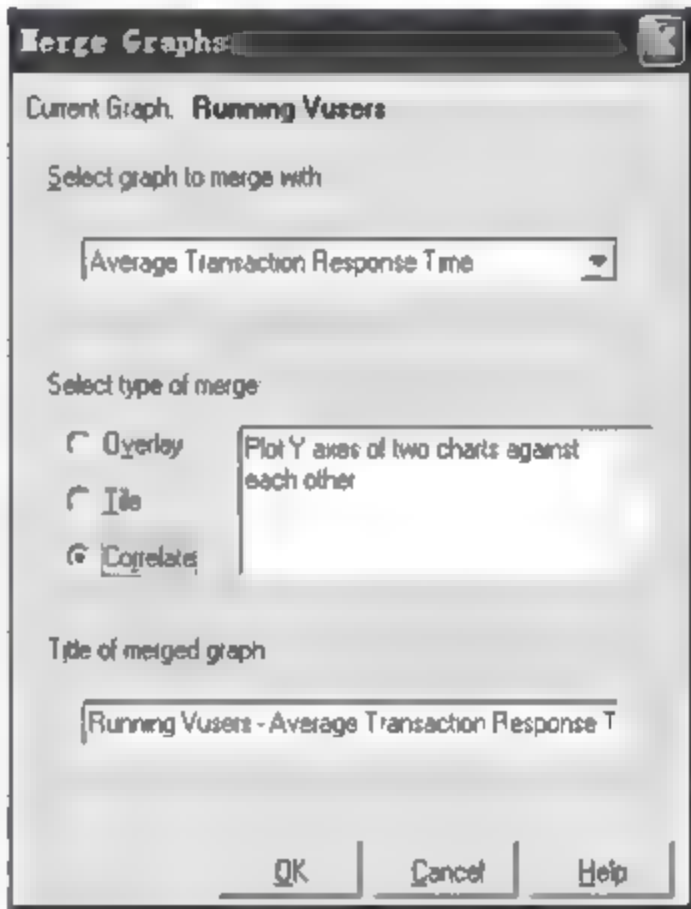 Merge Graphs
Current Graph. Running Vusers
Select graph to merge with
Average Transaction Response Time
Select type of merge
Overlay
Plot Y axes of two charts against
each other
Tile
Correlate
Title of merged graph
Running Vusers - Average Transaction Response T
OK Cancel Help